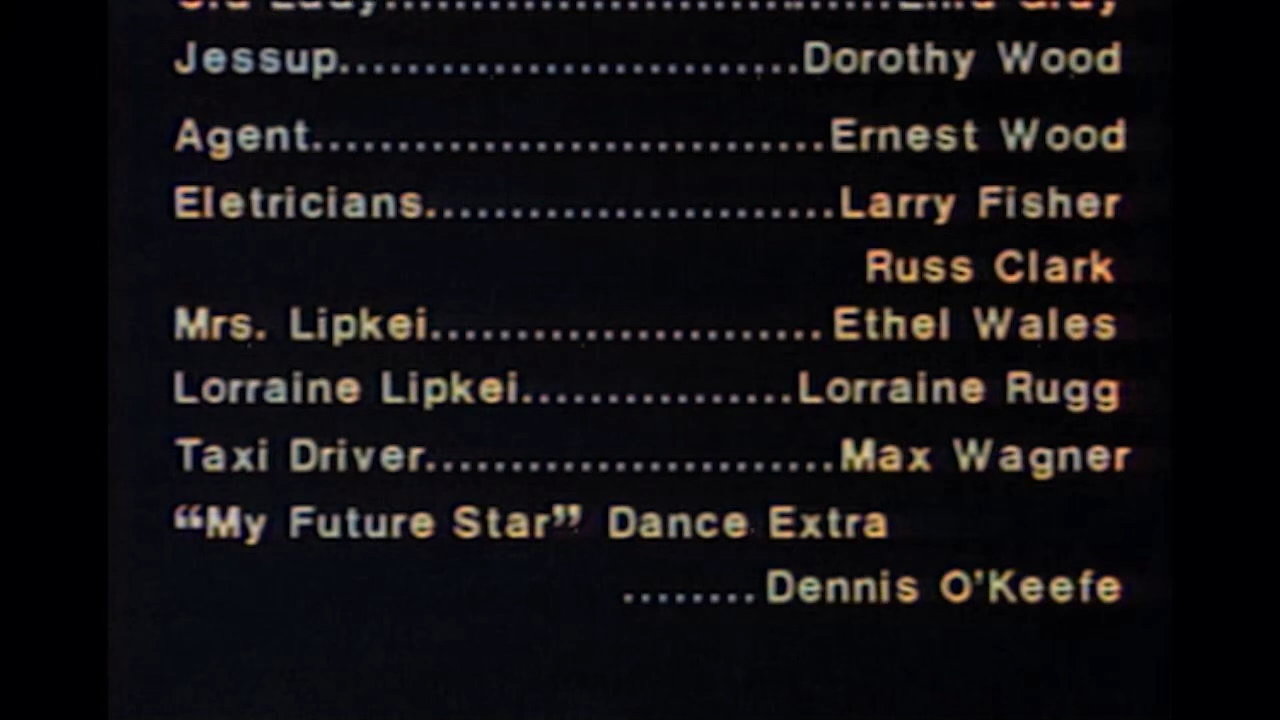 Jessup............................Dorothy Wood
Agent..............................Ernest Wood
Eletricians........................Larry Fisher
Russ Clark
Mrs. Lipkei.......................Ethel Wales
Lorraine Lipkei................Lorraine Rugg
Taxi Driver........................Max Wagner
“My Future Star” Dance Extra
........Dennis O'Keefe